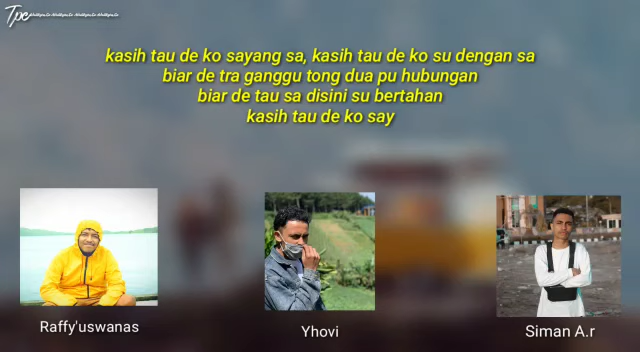 Tpc
kasih tau de ko sayang sa, kasih tau de ko su dengan sa
biar de tra ganggu tong dua pu hubungan
biar de tau sa disini su bertahan
kasih tau de ko say
Raffy'uswanas
Yhovi
Siman A.r